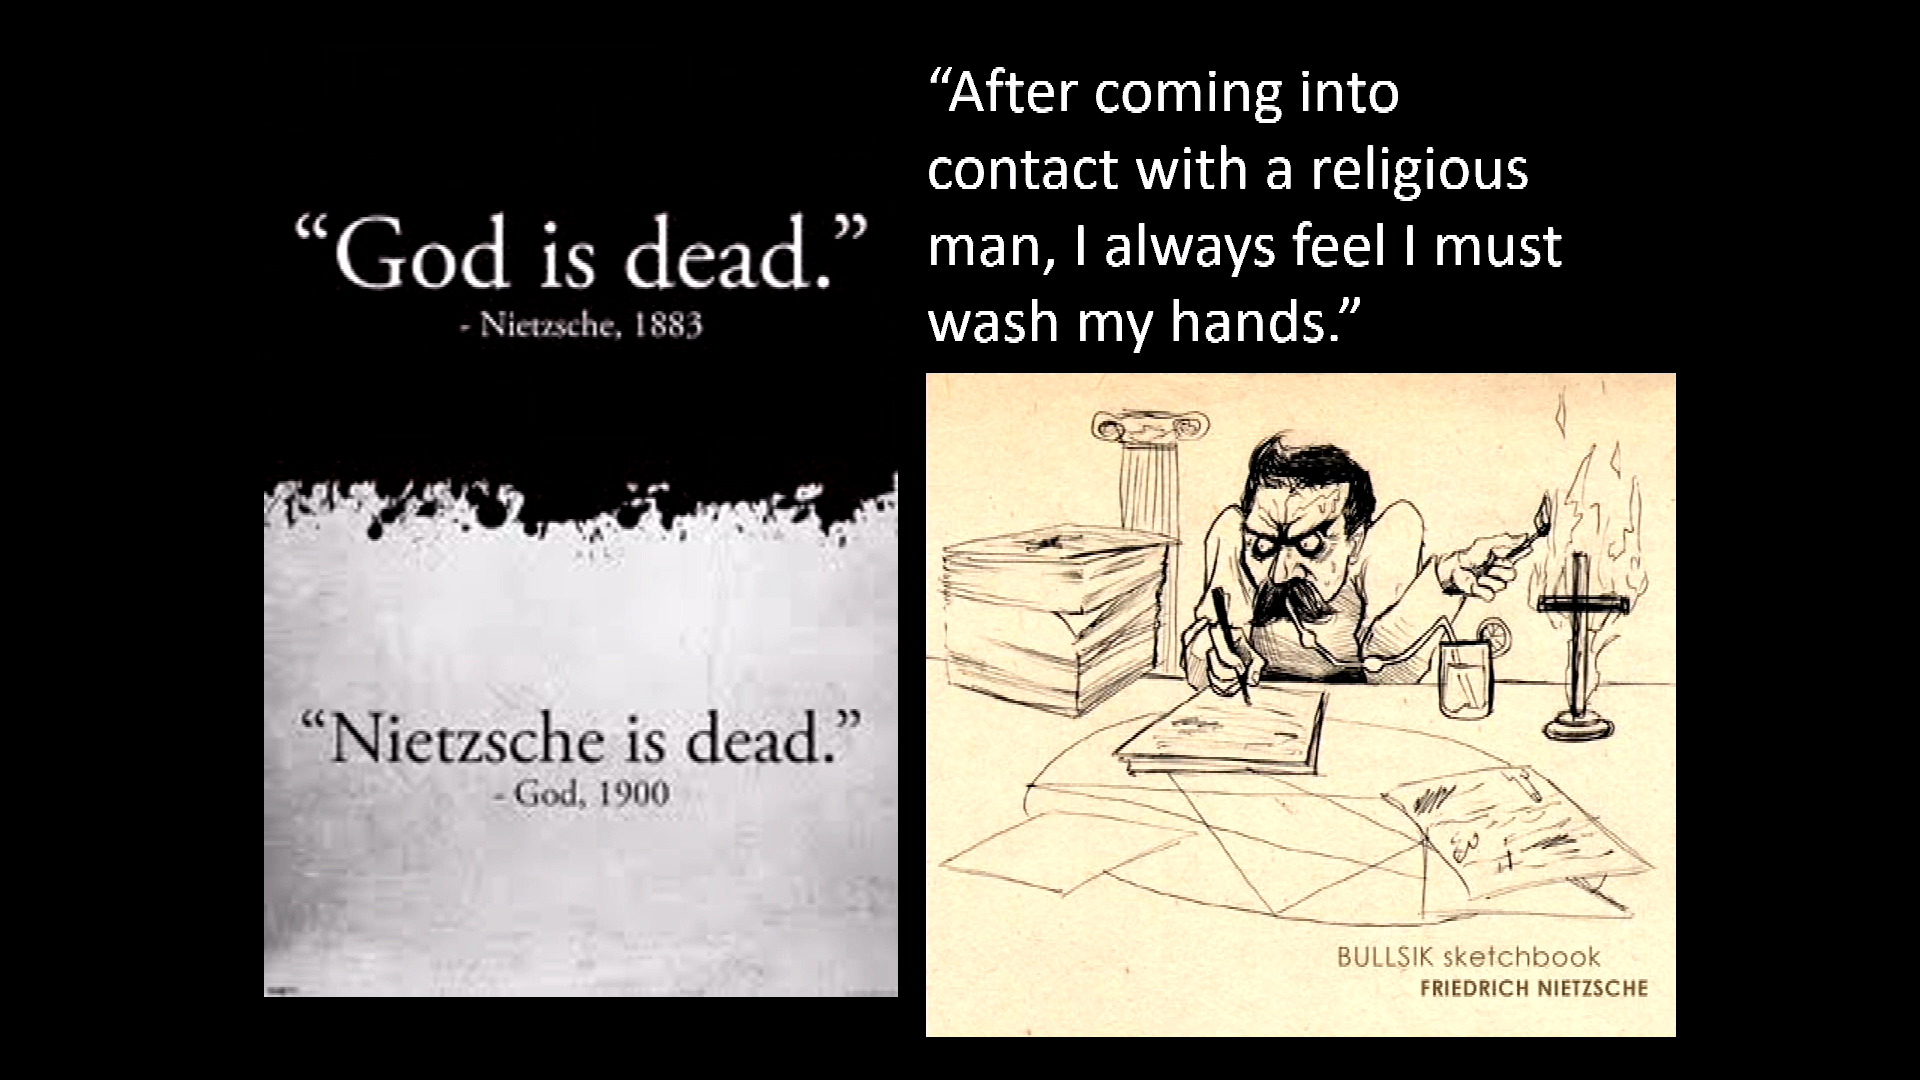 “God is dead.”
- Nietzsche, 1883
“Nietzsche is dead.”
- God, 1900
“After coming into
contact with a religious
man, I always feel I must
wash my hands.”
BULLSIK sketchbook
FRIEDRICH NIETZSCHE